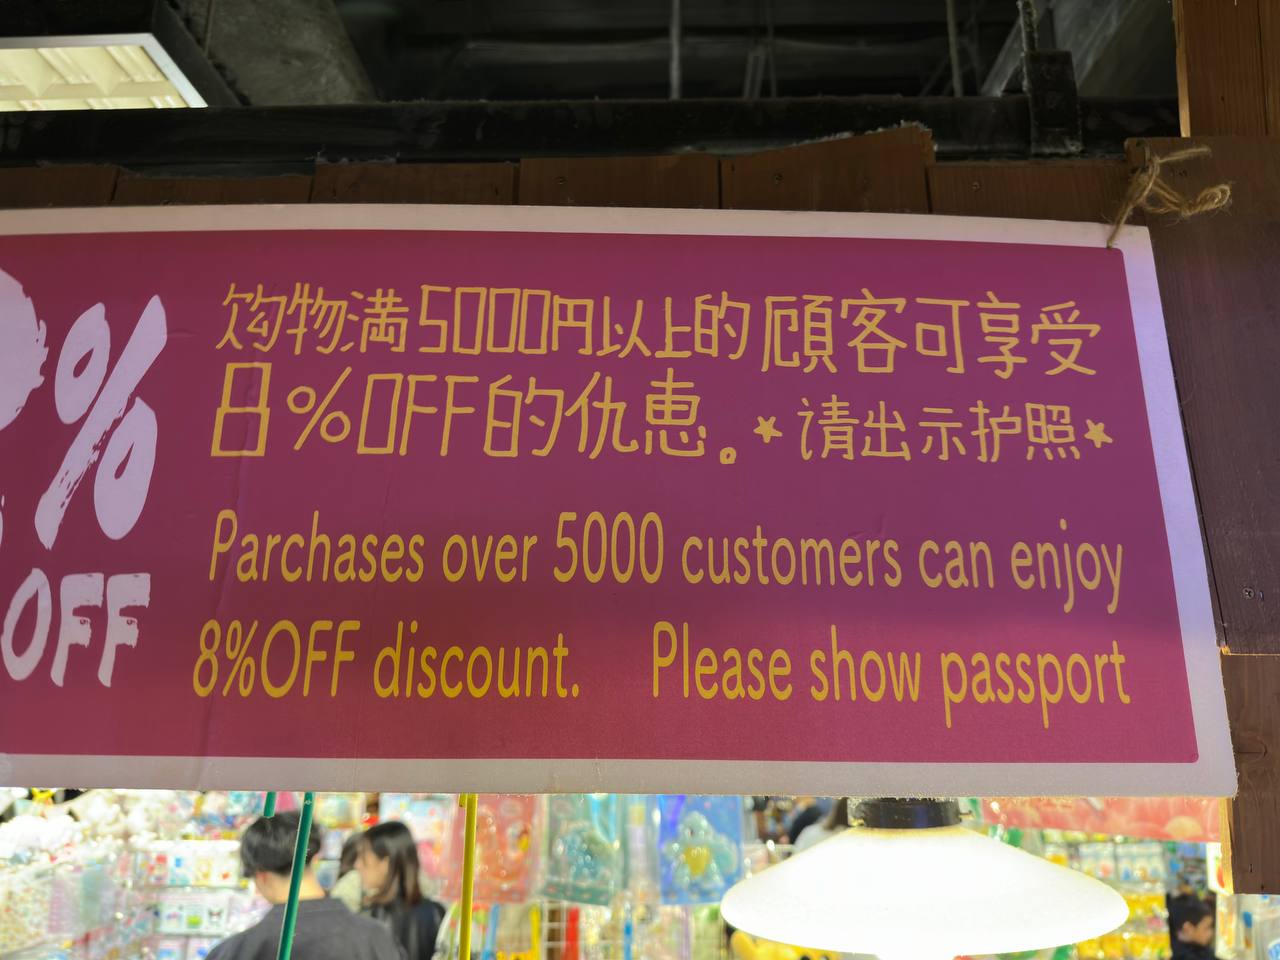 %
OFF
购物满5000円以上的顧客可享受
8%OFF的优惠。★请出示护照★
Parchases over 5000 customers can enjoy
8%OFF discount. Please show passport